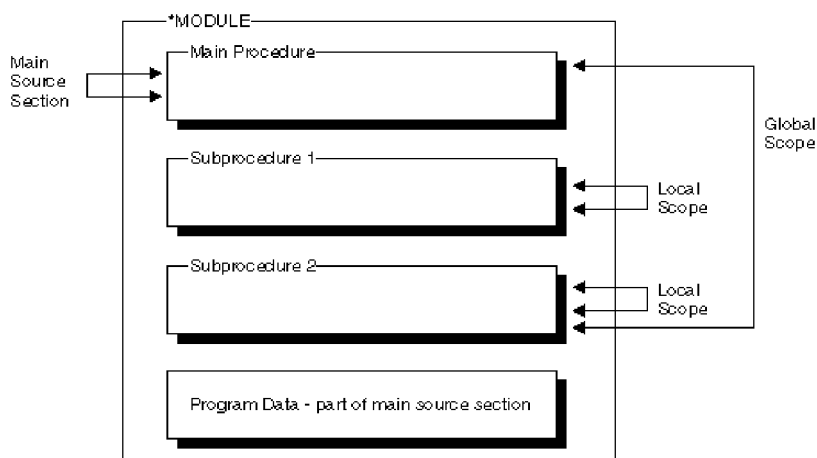 *MODULE
Main Procedure
Main
Source
Section
Global
Scope
Subprocedure 1
Local
Scope
Subprocedure 2
Local
Scope
Program Data - part of main source section